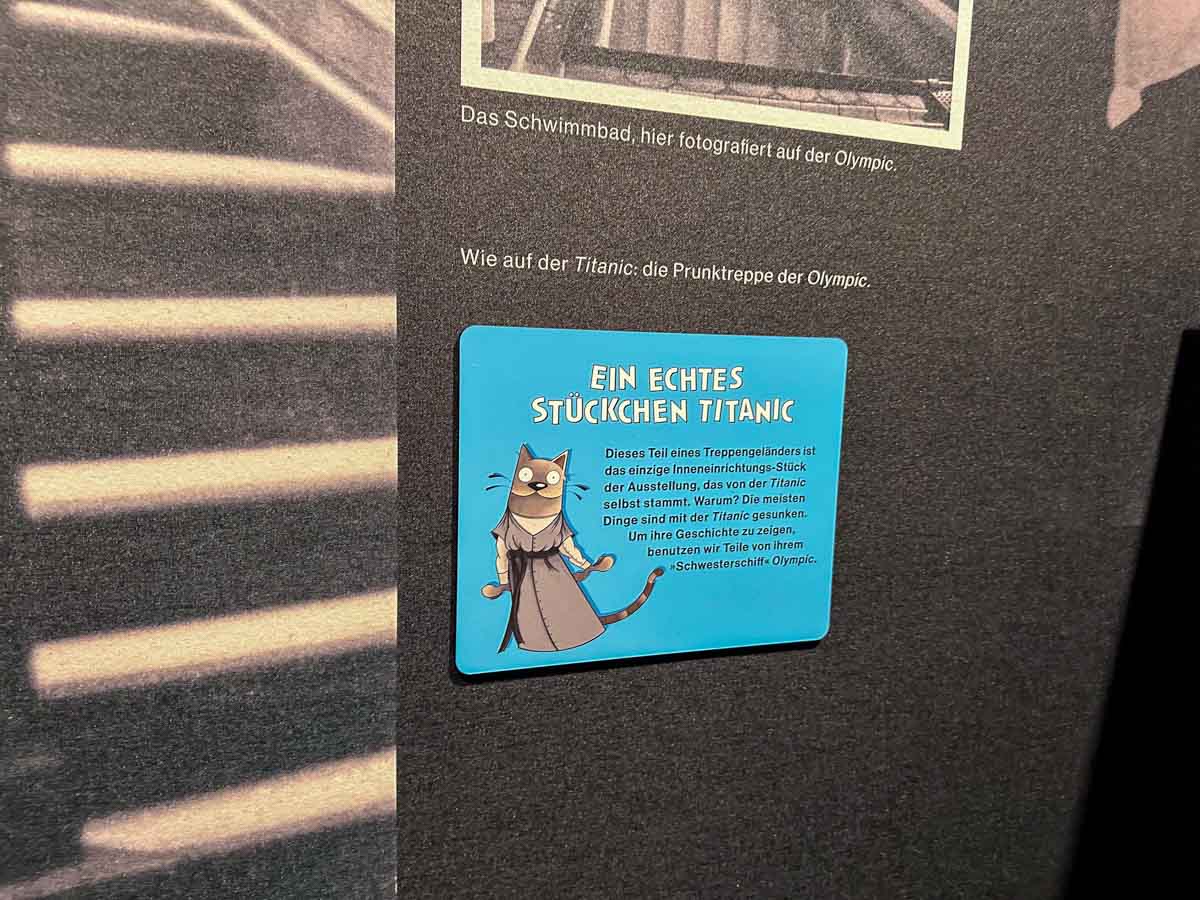 Das Schwimmbad, hier fotografiert auf der Olympic.
Wie auf der Titanic: die Prunktreppe der Olympic.
EIN ECHTES
STÜCKCHEN TITANIC
Dieses Teil eines Treppengeländers ist
das einzige Inneneinrichtungs-Stück
der Ausstellung, das von der Titanic
selbst stammt. Warum? Die meisten
Dinge sind mit der Titanic gesunken.
Um ihre Geschichte zu zeigen,
benutzen wir Teile von ihrem
»Schwesterschiff« Olympic.